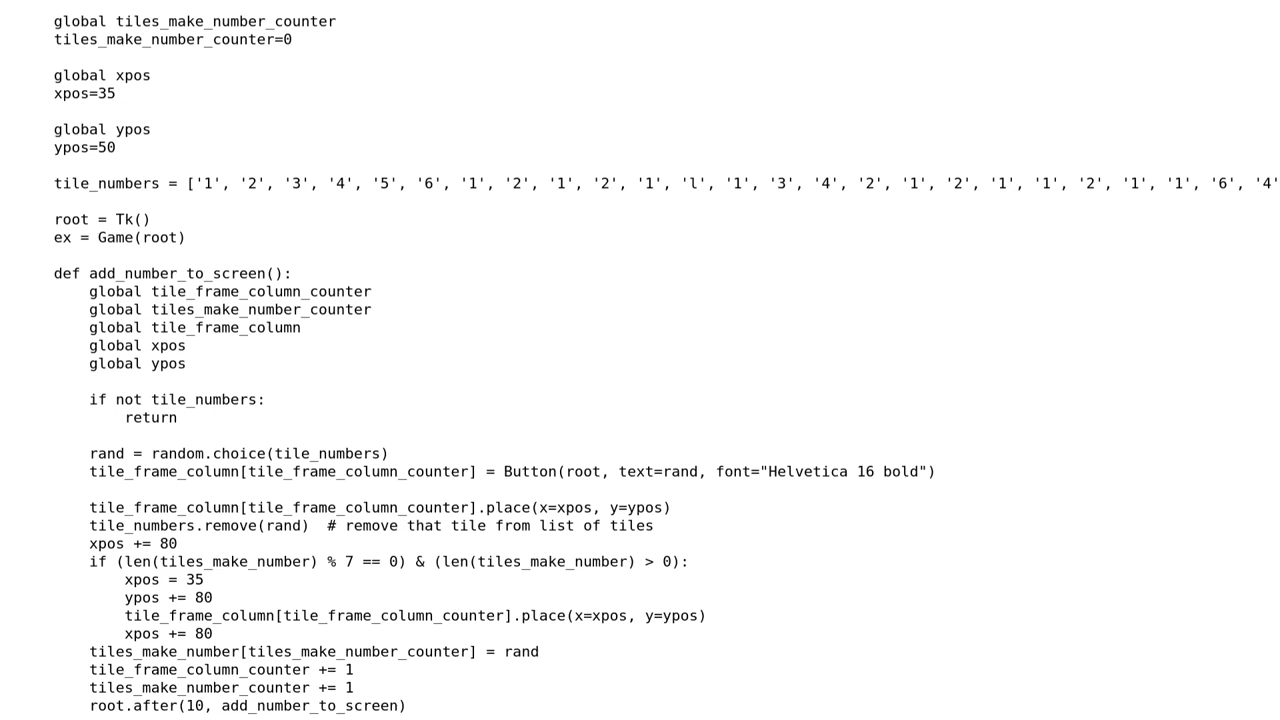 global tiles_make_number_counter
tiles_make_number_counter=0
global xpos
xpos=35
global ypos
ypos=50
tile_numbers = ['1', '2', '3', '4', '5', '6', '1', '2', '1', '2', '1', 'l', '1', '3', '4', '2', '1', '2', '1', '1', '2', '1', '1', '6', '4'
root = Tk()
ex = Game(root)
def add_number_to_screen():
global tile_frame_column_counter
global tiles_make_number_counter
global tile_frame_column
global xpos
global ypos
if not tile_numbers:
return
rand = random.choice(tile_numbers)
tile_frame_column[tile_frame_column_counter] = Button(root, text=rand, font="Helvetica 16 bold")
tile_frame_column[tile_frame_column_counter].place(x=xpos, y=ypos)
tile_numbers.remove(rand)  # remove that tile from list of tiles
xpos += 80
if (len(tiles_make_number) % 7 == 0) & (len(tiles_make_number) > 0):
xpos = 35
ypos += 80
tile_frame_column[tile_frame_column_counter].place(x=xpos, y=ypos)
xpos += 80
tiles_make_number[tiles_make_number_counter] = rand
tile_frame_column_counter += 1
tiles_make_number_counter += 1
root.after(10, add_number_to_screen)